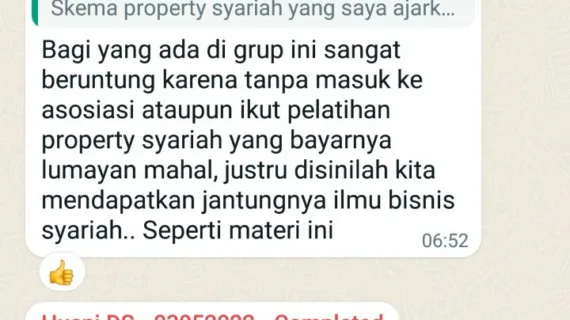 Skema property syariah yang saya ajark...
Bagi yang ada di grup ini sangat
beruntung karena tanpa masuk ke
asosiasi ataupun ikut pelatihan
property syariah yang bayarnya
lumayan mahal, justru disinilah kita
mendapatkan jantungnya ilmu bisnis
syariah.. Seperti materi ini
06:52